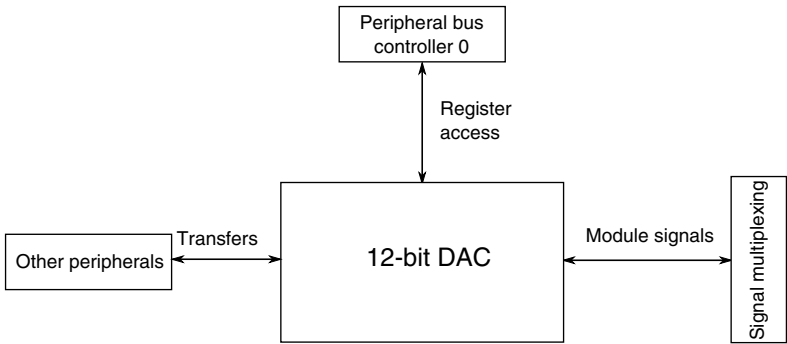 Peripheral bus
controller 0
Register
access
Transfers
Other peripherals
12-bit DAC
Module signals
Signal multiplexing